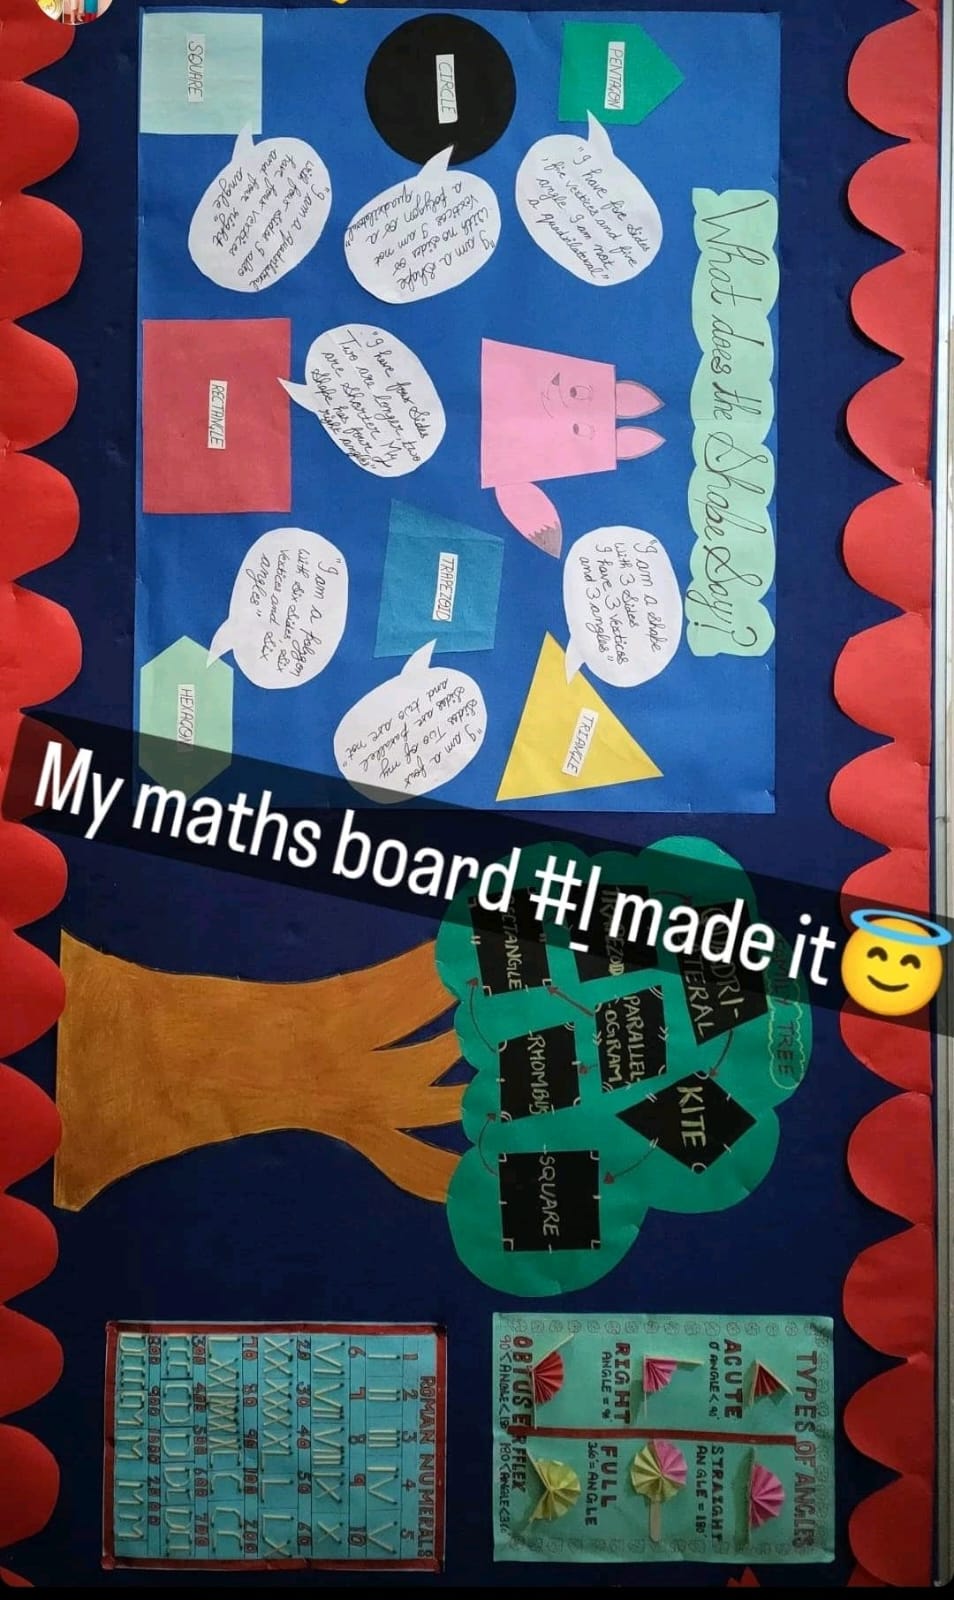 What does the Shape Say?
PENTAGON
"I have five Sides
five vertices and five
angle. I am not
a quadrilateral"
"I am a Shape
with 3 Sides
I have 3 vertices
and 3 angles"
TRIANGLE
CIRCLE
"I am a Shape
With no sides or
Vertices I am not
a polygon or a
quadrilateral"
"I have four Sides
Two are longer, two
are Shorter My
Shape has four
right angles"
TRAPEZOID
"I am a four
Sides Two of my
Sides are Parallel
and two are not"
"I am a quadrilateral
with four Sides I also
have four vertices
and four right
angle"
SQUARE
RECTANGLE
"I am a polygon
With Six Sides, Six
Vertices and Six
angles"
HEXAGON
My maths board #I_made it
FAMILY TREE
KITE
PARALLEL-
OGRAM
RHOMBUS
SQUARE
TYPES OF ANGLES
ACUTE
0° ANGLE < 90°
STRAIGHT
ANGLE = 180°
RIGHT
ANGLE = 90°
FULL
360° = ANGLE
OBTUSE
90 < ANGLE < 180
REFLEX
180 < ANGLE < 360
ROMAN NUMERALS
1 2 3 4 5
I II III IV V
6 7 8 9 10
VI VII VIII IX X
20 30 40 50 60
XX XXX XL L LX
70 80 90 100 200
LXX LXXX XC C CC
300 400 500 600 700
CCC CD D DC DCC
800 900 1000 2000
DCCC CM M MM